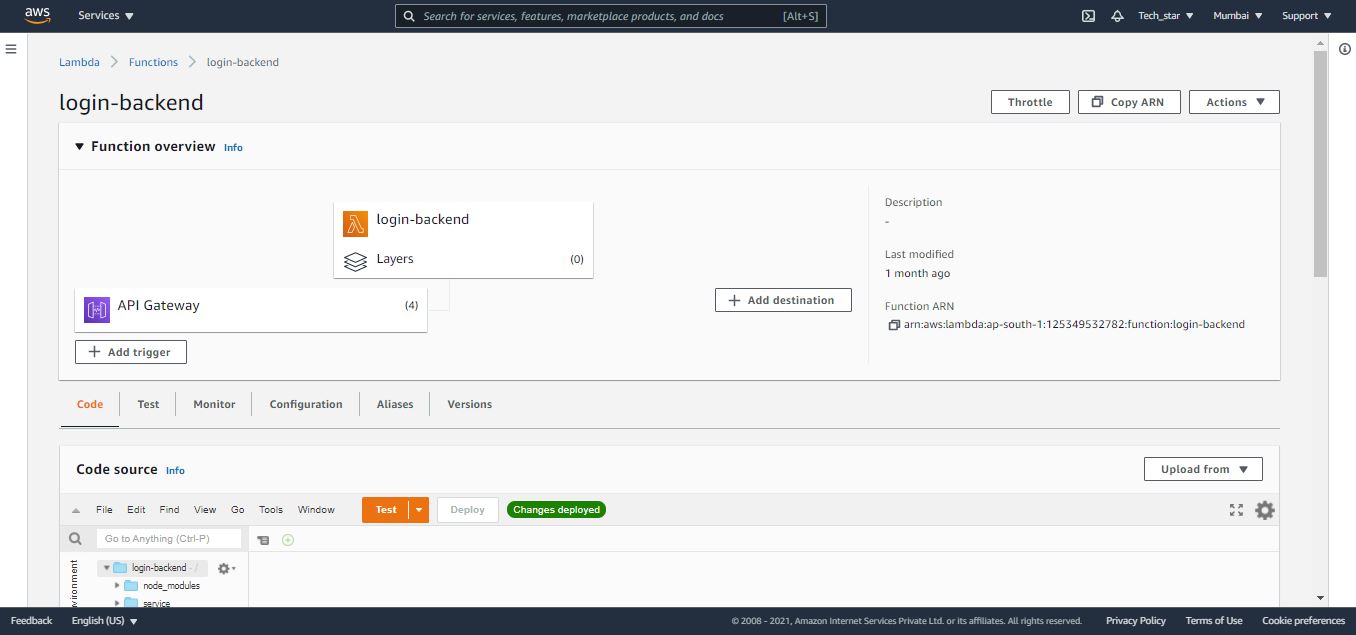 aws Services Search for services, features, marketplace products, and docs [Alt+S] Tech_star Mumbai Support
Lambda Functions login-backend
login-backend Throttle Copy ARN Actions
Function overview Info
login-backend
Layers (0)
API Gateway (4)
Add trigger
Add destination
Description
-
Last modified
1 month ago
Function ARN
arn:aws:lambda:ap-south-1:125349532782:function:login-backend
Code Test Monitor Configuration Aliases Versions
Code source Info Upload from
File Edit Find View Go Tools Window Test Deploy Changes deployed
Go to Anything (Ctrl-P)
login-backend - /
node_modules
service
Feedback English (US) © 2008 - 2021, Amazon Internet Services Private Ltd. or its affiliates. All rights reserved. Privacy Policy Terms of Use Cookie preferences